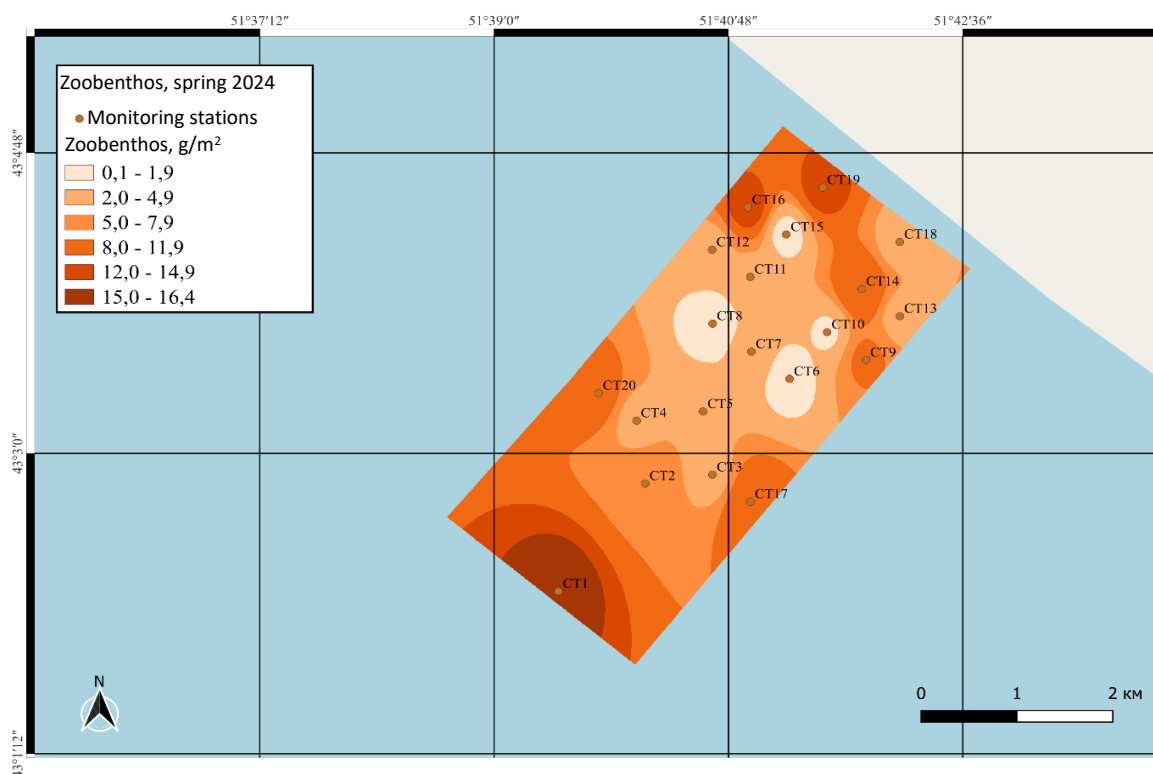 51°37'12" 51°39'0" 51°40'48" 51°42'36"
Zoobenthos, spring 2024
Monitoring stations
Zoobenthos, g/m²
0,1 - 1,9
2,0 - 4,9
5,0 - 7,9
8,0 - 11,9
12,0 - 14,9
15,0 - 16,4
43°4'48"
43°3'0"
43°1'12"
CT19
CT16
CT15
CT18
CT12
CT11
CT14
CT13
CT8
CT10
CT7
CT9
CT6
CT20
CT5
CT4
CT3
CT2
CT17
CT1
N
0 1 2 км